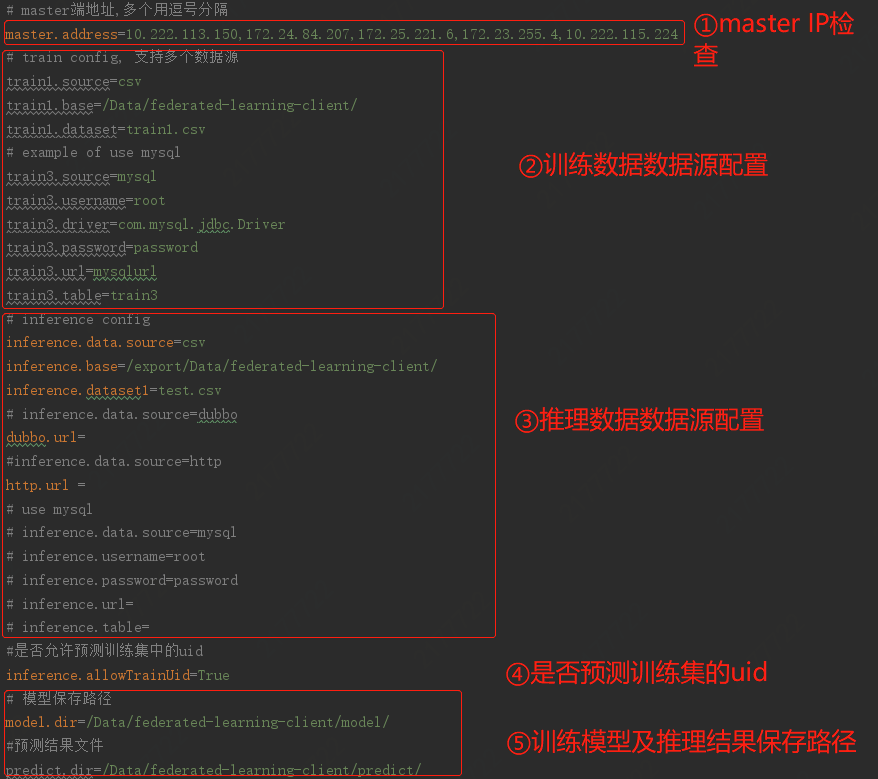 # master端地址,多个用逗号分隔
master.address=10.222.113.150,172.24.84.207,172.25.221.6,172.23.255.4,10.222.115.224
①master IP检
查
# train config, 支持多个数据源
train1.source=csv
train1.base=/Data/federated-learning-client/
train1.dataset=train1.csv
# example of use mysql
train3.source=mysql
train3.username=root
train3.driver=com.mysql.jdbc.Driver
train3.password=password
train3.url=mysqlurl
train3.table=train3
②训练数据数据源配置
# inference config
inference.data.source=csv
inference.base=/export/Data/federated-learning-client/
inference.dataset1=test.csv
# inference.data.source=dubbo
dubbo.url=
#inference.data.source=http
http.url =
# use mysql
# inference.data.source=mysql
# inference.username=root
# inference.password=password
# inference.url=
# inference.table=
③推理数据数据源配置
#是否允许预测训练集中的uid
inference.allowTrainUid=True
④是否预测训练集的uid
# 模型保存路径
model.dir=/Data/federated-learning-client/model/
#预测结果文件
predict.dir=/Data/federated-learning-client/predict/
⑤训练模型及推理结果保存路径